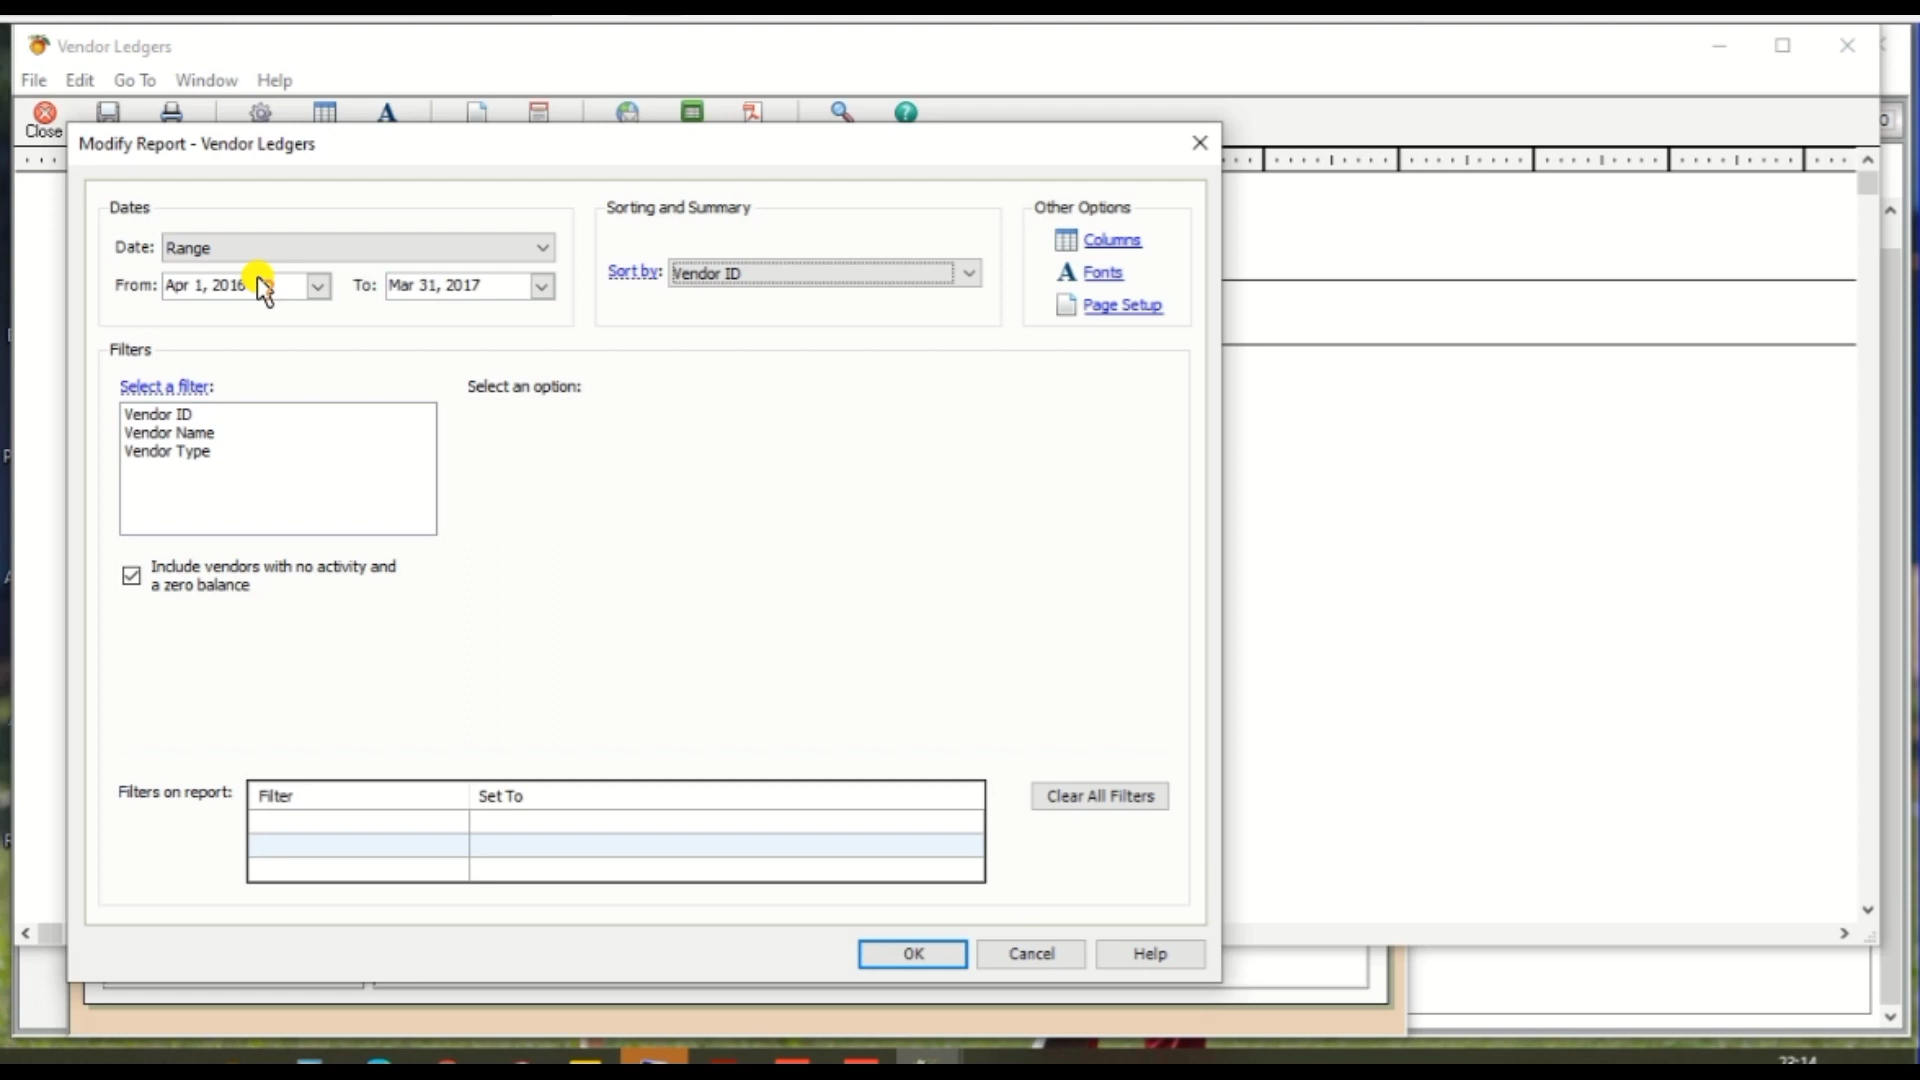 Vendor Ledgers
File Edit Go To Window Help
Close
Modify Report - Vendor Ledgers
Dates
Date: Range
From: Apr 1, 2016 To: Mar 31, 2017
Sorting and Summary
Sort by: Vendor ID
Other Options
Columns
Fonts
Page Setup
Filters
Select a filter:
Select an option:
Vendor ID
Vendor Name
Vendor Type
Include vendors with no activity and
a zero balance
Filters on report:
Filter Set To
Clear All Filters
OK Cancel Help